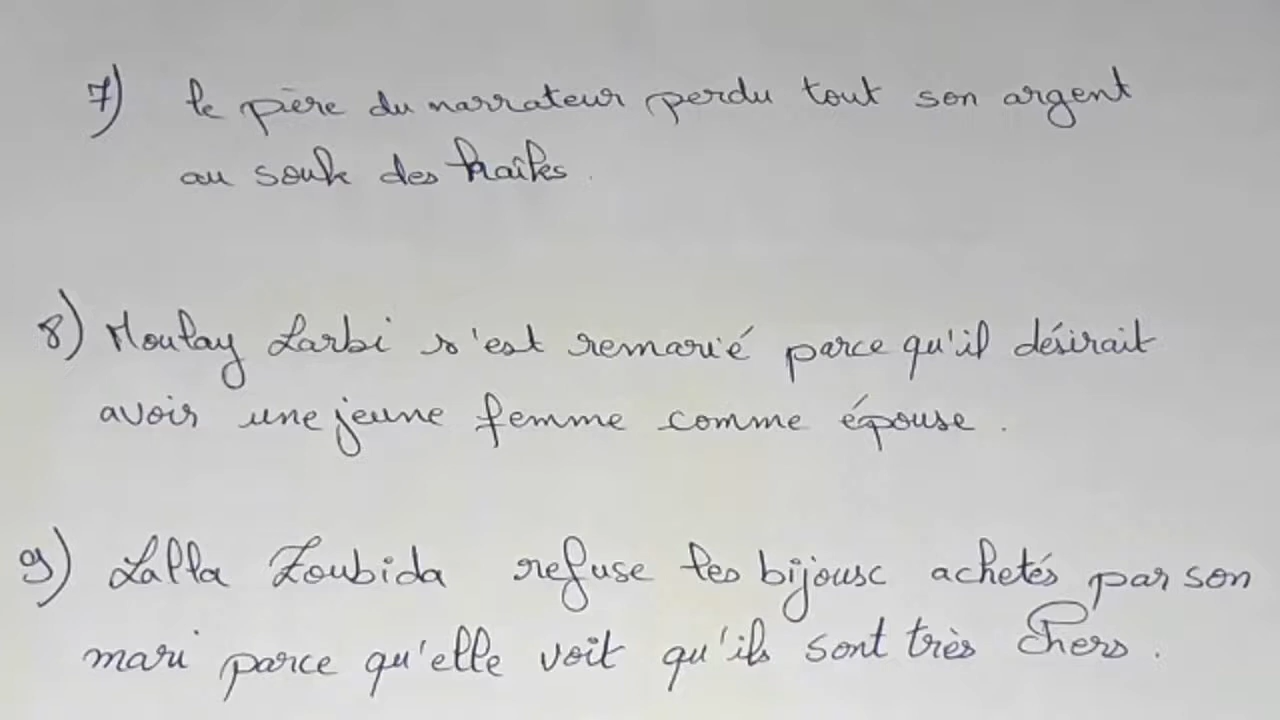 7) le père du narrateur perdu tout son argent
au souk des haîks.
8) Moulay Larbi s'est remarié parce qu'il désirait
avoir une jeune femme comme épouse.
9) Lalla Zoubida refuse les bijoux achetés par son
mari parce qu'elle voit qu'ils sont très chers.